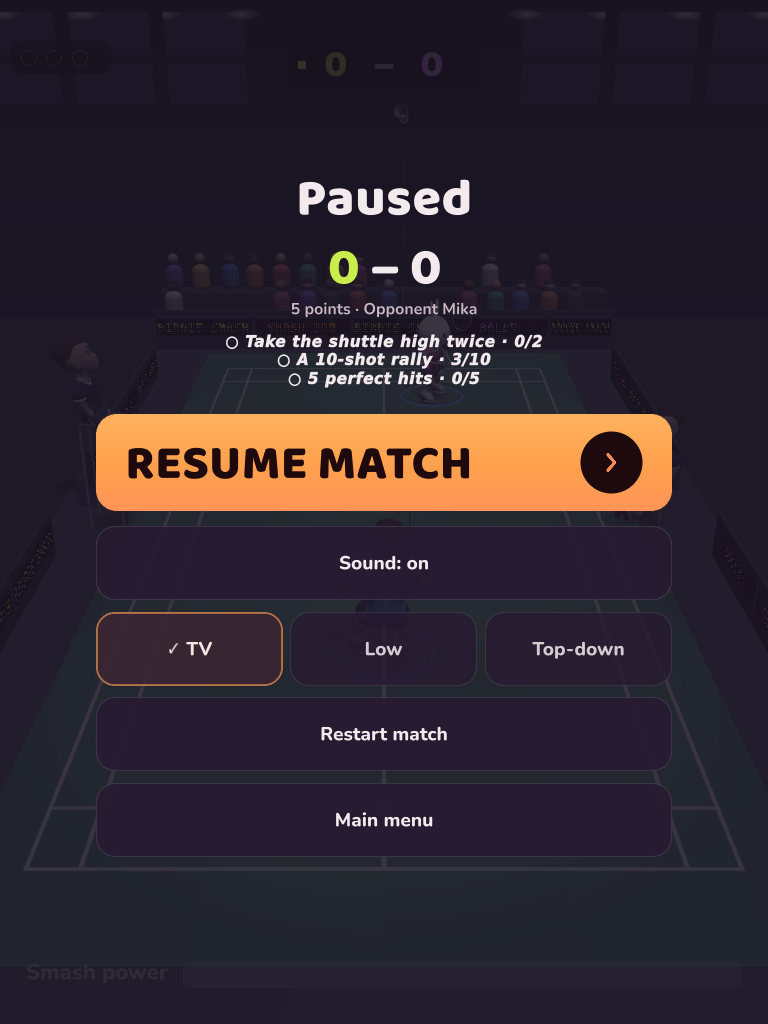 0 – 0
Paused
0 – 0
5 points · Opponent Mika
○ Take the shuttle high twice · 0/2
○ A 10-shot rally · 3/10
○ 5 perfect hits · 0/5
RESUME MATCH
Sound: on
✓ TV
Low
Top-down
Restart match
Main menu
Smash power